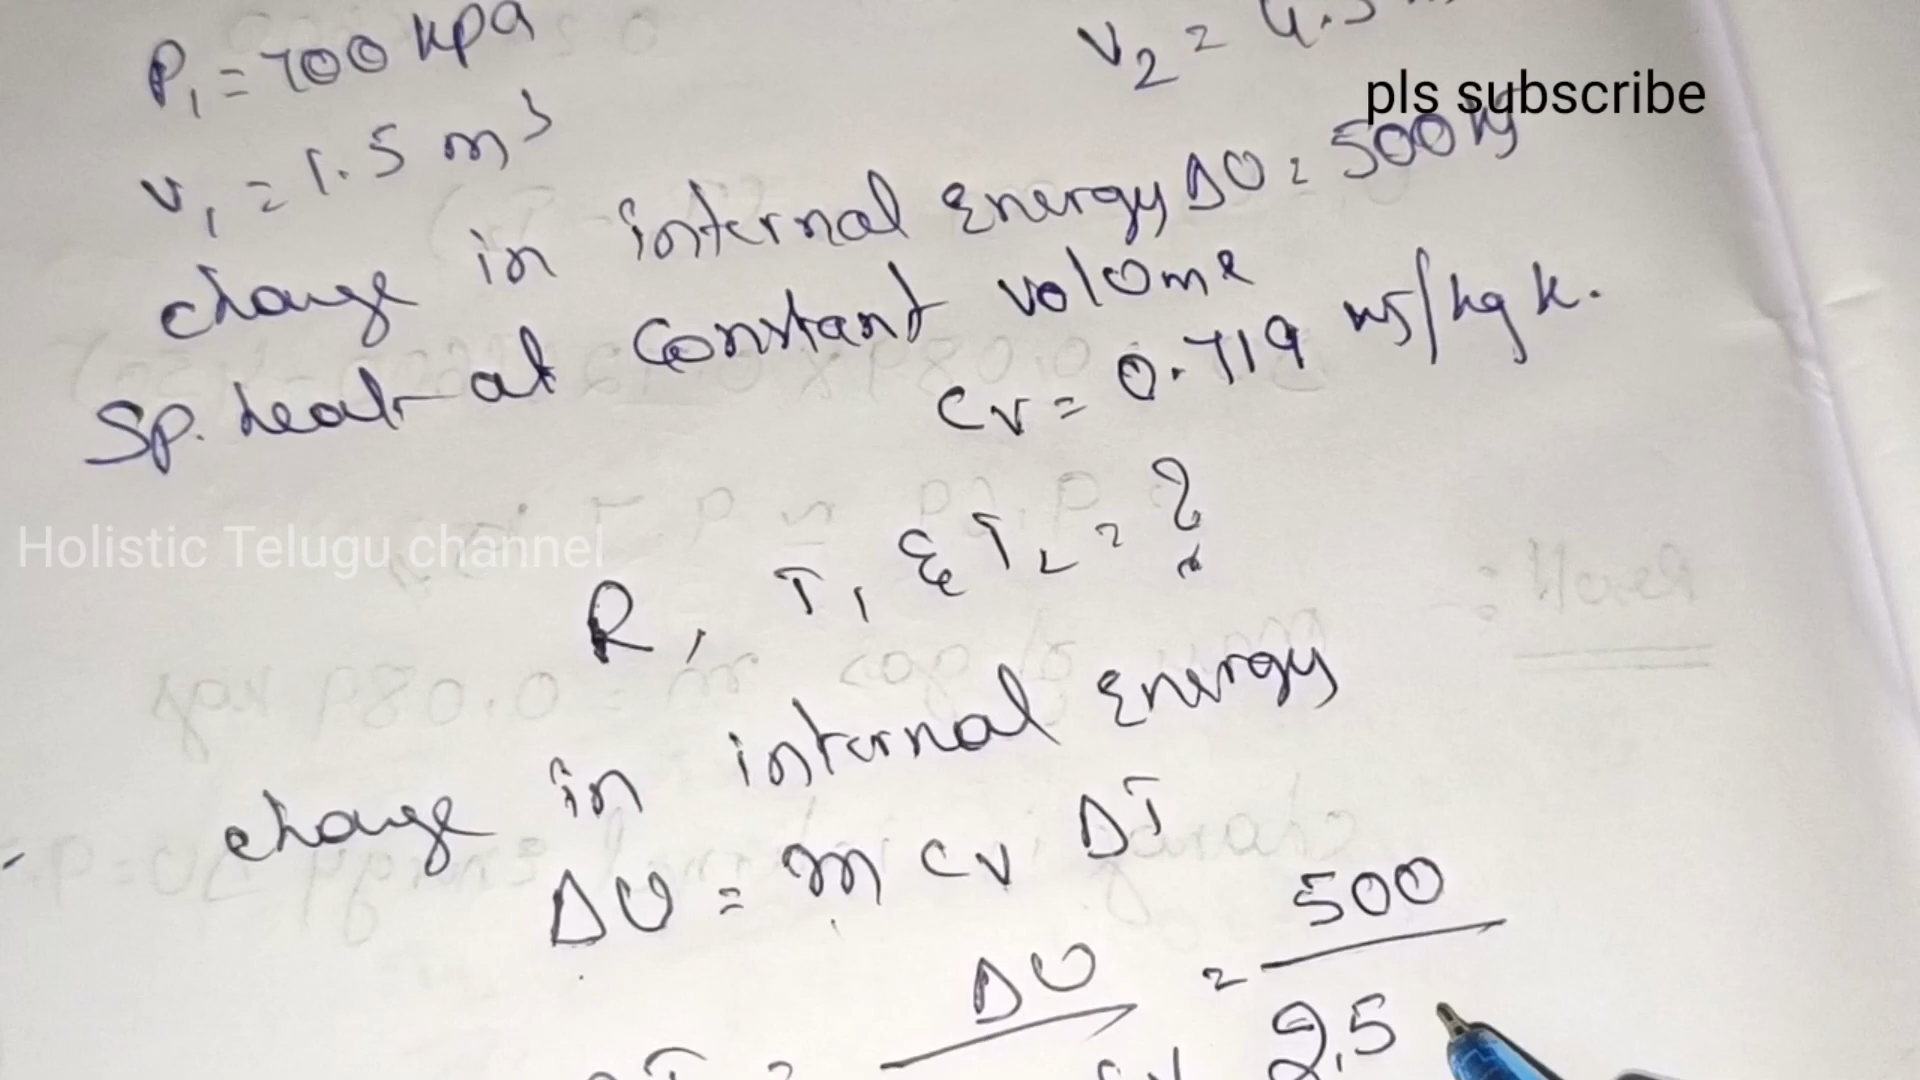 P1 = 700 kpa
V2 = 4.5
pls subscribe
V1 = 1.5 m3
change in internal Energy ΔU = 500 kJ
Sp. heat at constant volume
Cv = 0.719 kJ/kg k.
Holistic Telugu channel
R, T1 & T2 = ?
change in internal Energy
ΔU = m cv ΔT
ΔU = 500
2.5